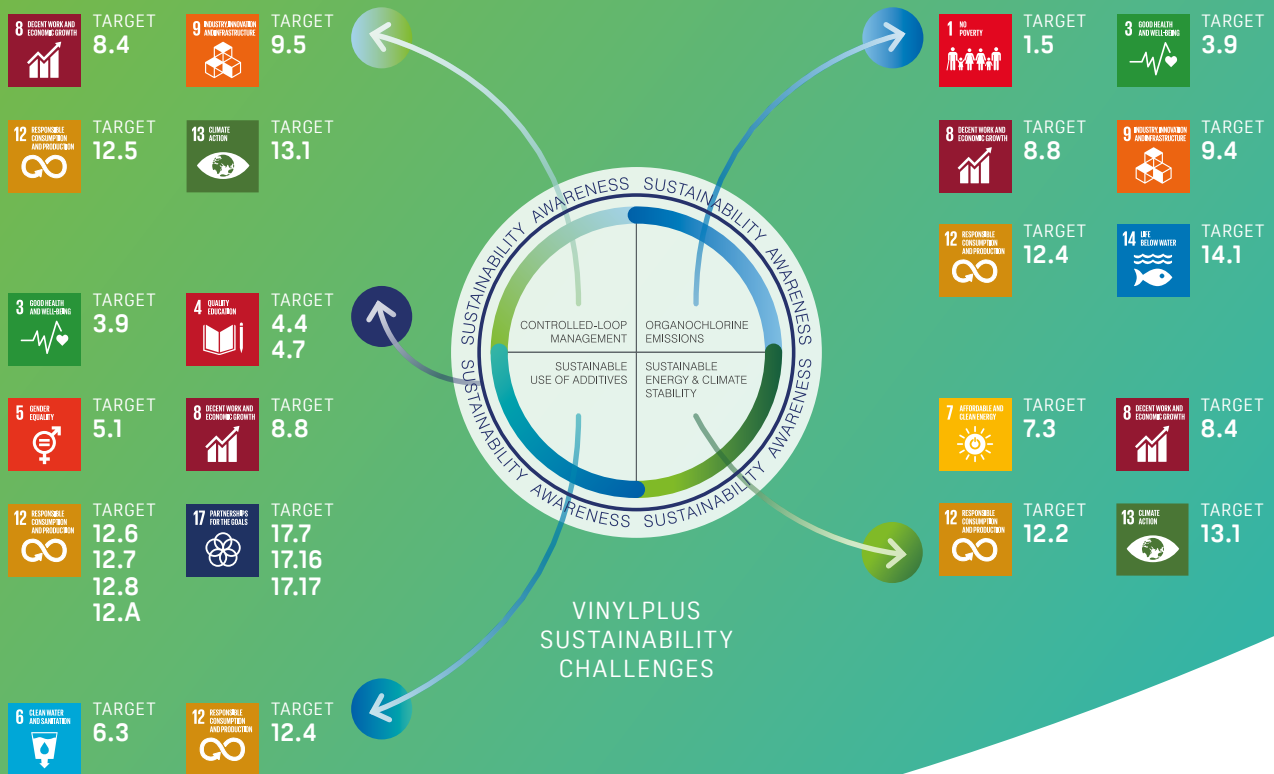 8 DECENT WORK AND
ECONOMIC GROWTH
TARGET
8.4
9 INDUSTRY, INNOVATION
AND INFRASTRUCTURE
TARGET
9.5
12 RESPONSIBLE
CONSUMPTION
AND PRODUCTION
TARGET
12.5
13 CLIMATE
ACTION
TARGET
13.1
3 GOOD HEALTH
AND WELL-BEING
TARGET
3.9
4 QUALITY
EDUCATION
TARGET
4.4
4.7
5 GENDER
EQUALITY
TARGET
5.1
8 DECENT WORK AND
ECONOMIC GROWTH
TARGET
8.8
12 RESPONSIBLE
CONSUMPTION
AND PRODUCTION
TARGET
12.6
12.7
12.8
12.A
17 PARTNERSHIPS
FOR THE GOALS
TARGET
17.7
17.16
17.17
6 CLEAN WATER
AND SANITATION
TARGET
6.3
12 RESPONSIBLE
CONSUMPTION
AND PRODUCTION
TARGET
12.4
SUSTAINABILITY AWARENESS
SUSTAINABILITY AWARENESS
SUSTAINABILITY AWARENESS
SUSTAINABILITY AWARENESS
CONTROLLED-LOOP
MANAGEMENT
ORGANOCHLORINE
EMISSIONS
SUSTAINABLE
USE OF ADDITIVES
SUSTAINABLE
ENERGY & CLIMATE
STABILITY
VINYLPLUS
SUSTAINABILITY
CHALLENGES
1 NO
POVERTY
TARGET
1.5
3 GOOD HEALTH
AND WELL-BEING
TARGET
3.9
8 DECENT WORK AND
ECONOMIC GROWTH
TARGET
8.8
9 INDUSTRY, INNOVATION
AND INFRASTRUCTURE
TARGET
9.4
12 RESPONSIBLE
CONSUMPTION
AND PRODUCTION
TARGET
12.4
14 LIFE
BELOW WATER
TARGET
14.1
7 AFFORDABLE AND
CLEAN ENERGY
TARGET
7.3
8 DECENT WORK AND
ECONOMIC GROWTH
TARGET
8.4
12 RESPONSIBLE
CONSUMPTION
AND PRODUCTION
TARGET
12.2
13 CLIMATE
ACTION
TARGET
13.1